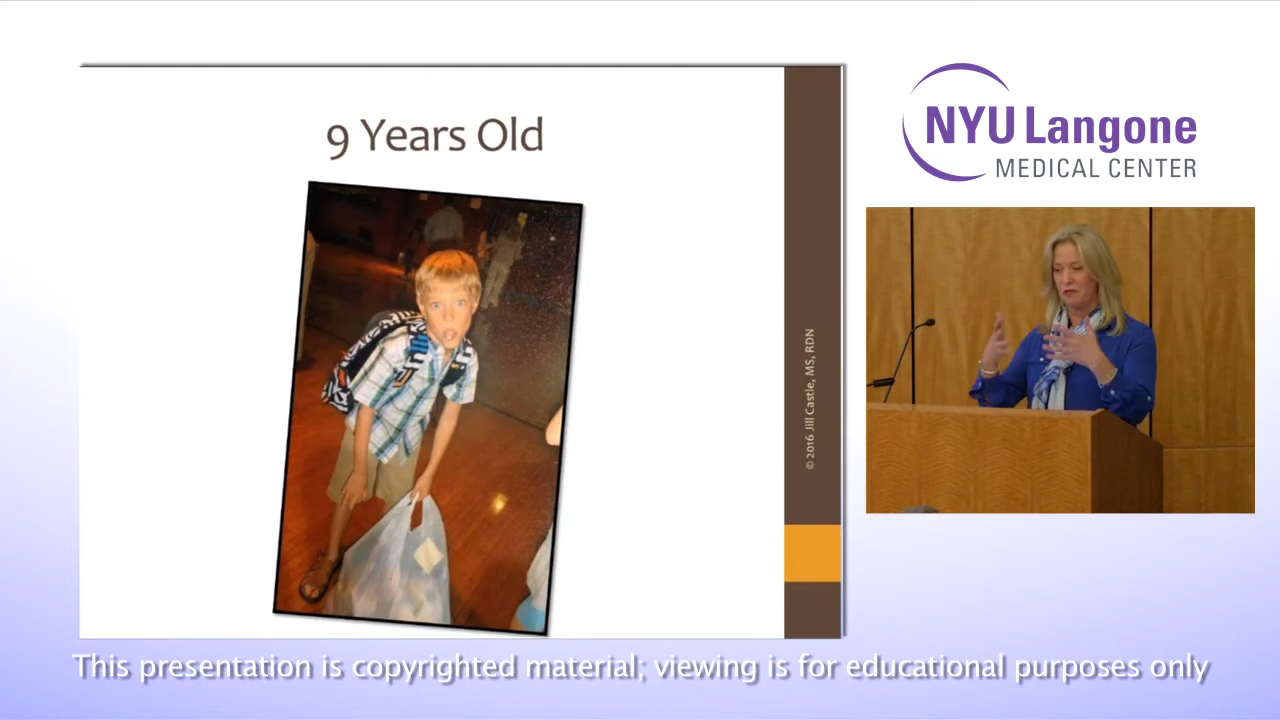 9 Years Old
© 2016 Jill Castle, MS, RDN
NYU Langone
MEDICAL CENTER
This presentation is copyrighted material; viewing is for educational purposes only